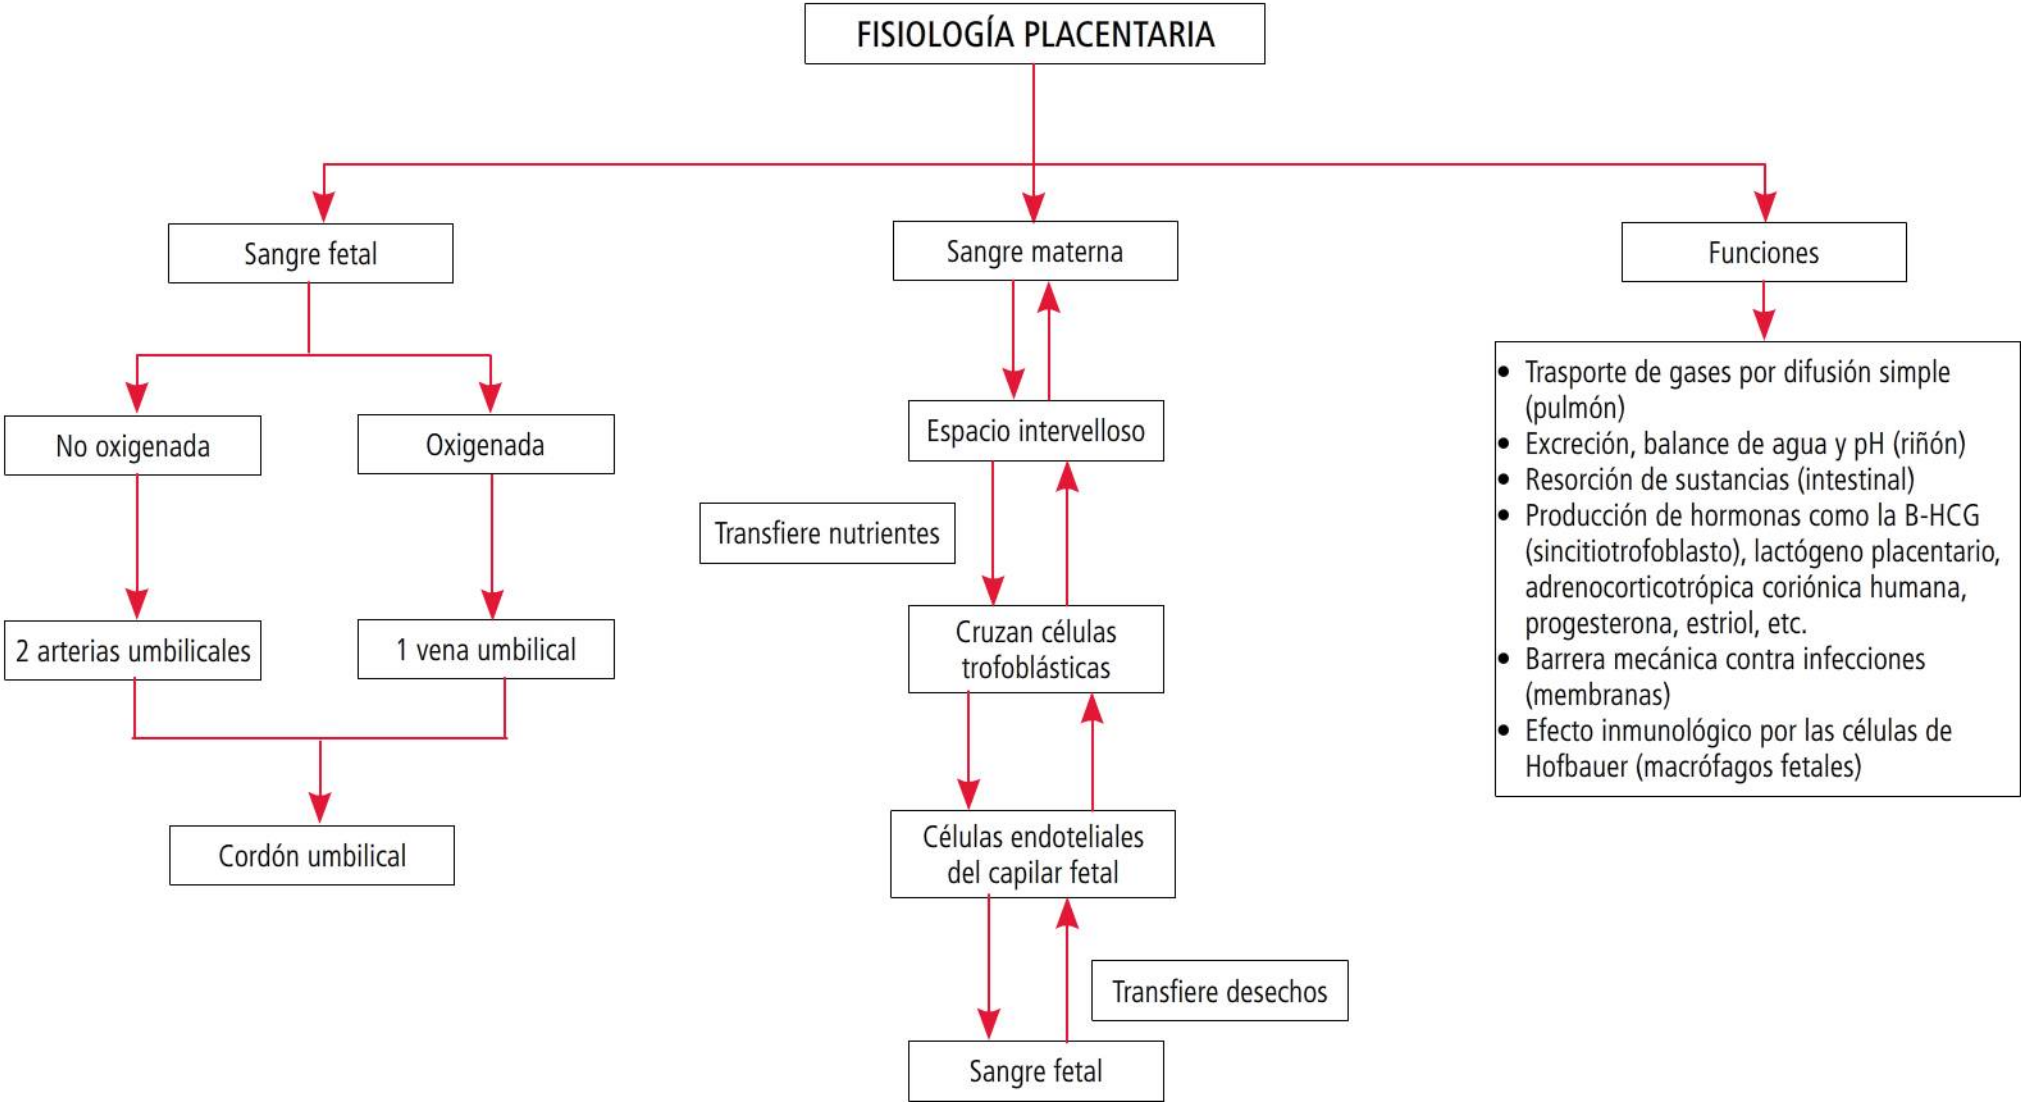 FISIOLOGÍA PLACENTARIA
Sangre fetal
No oxigenada
Oxigenada
2 arterias umbilicales
1 vena umbilical
Cordón umbilical
Sangre materna
Espacio intervelloso
Transfiere nutrientes
Cruzan células
trofoblásticas
Células endoteliales
del capilar fetal
Transfiere desechos
Sangre fetal
Funciones
• Trasporte de gases por difusión simple
(pulmón)
• Excreción, balance de agua y pH (riñón)
• Resorción de sustancias (intestinal)
• Producción de hormonas como la B-HCG
(sincitiotrofoblasto), lactógeno placentario,
adrenocorticotrópica coriónica humana,
progesterona, estriol, etc.
• Barrera mecánica contra infecciones
(membranas)
• Efecto inmunológico por las células de
Hofbauer (macrófagos fetales)